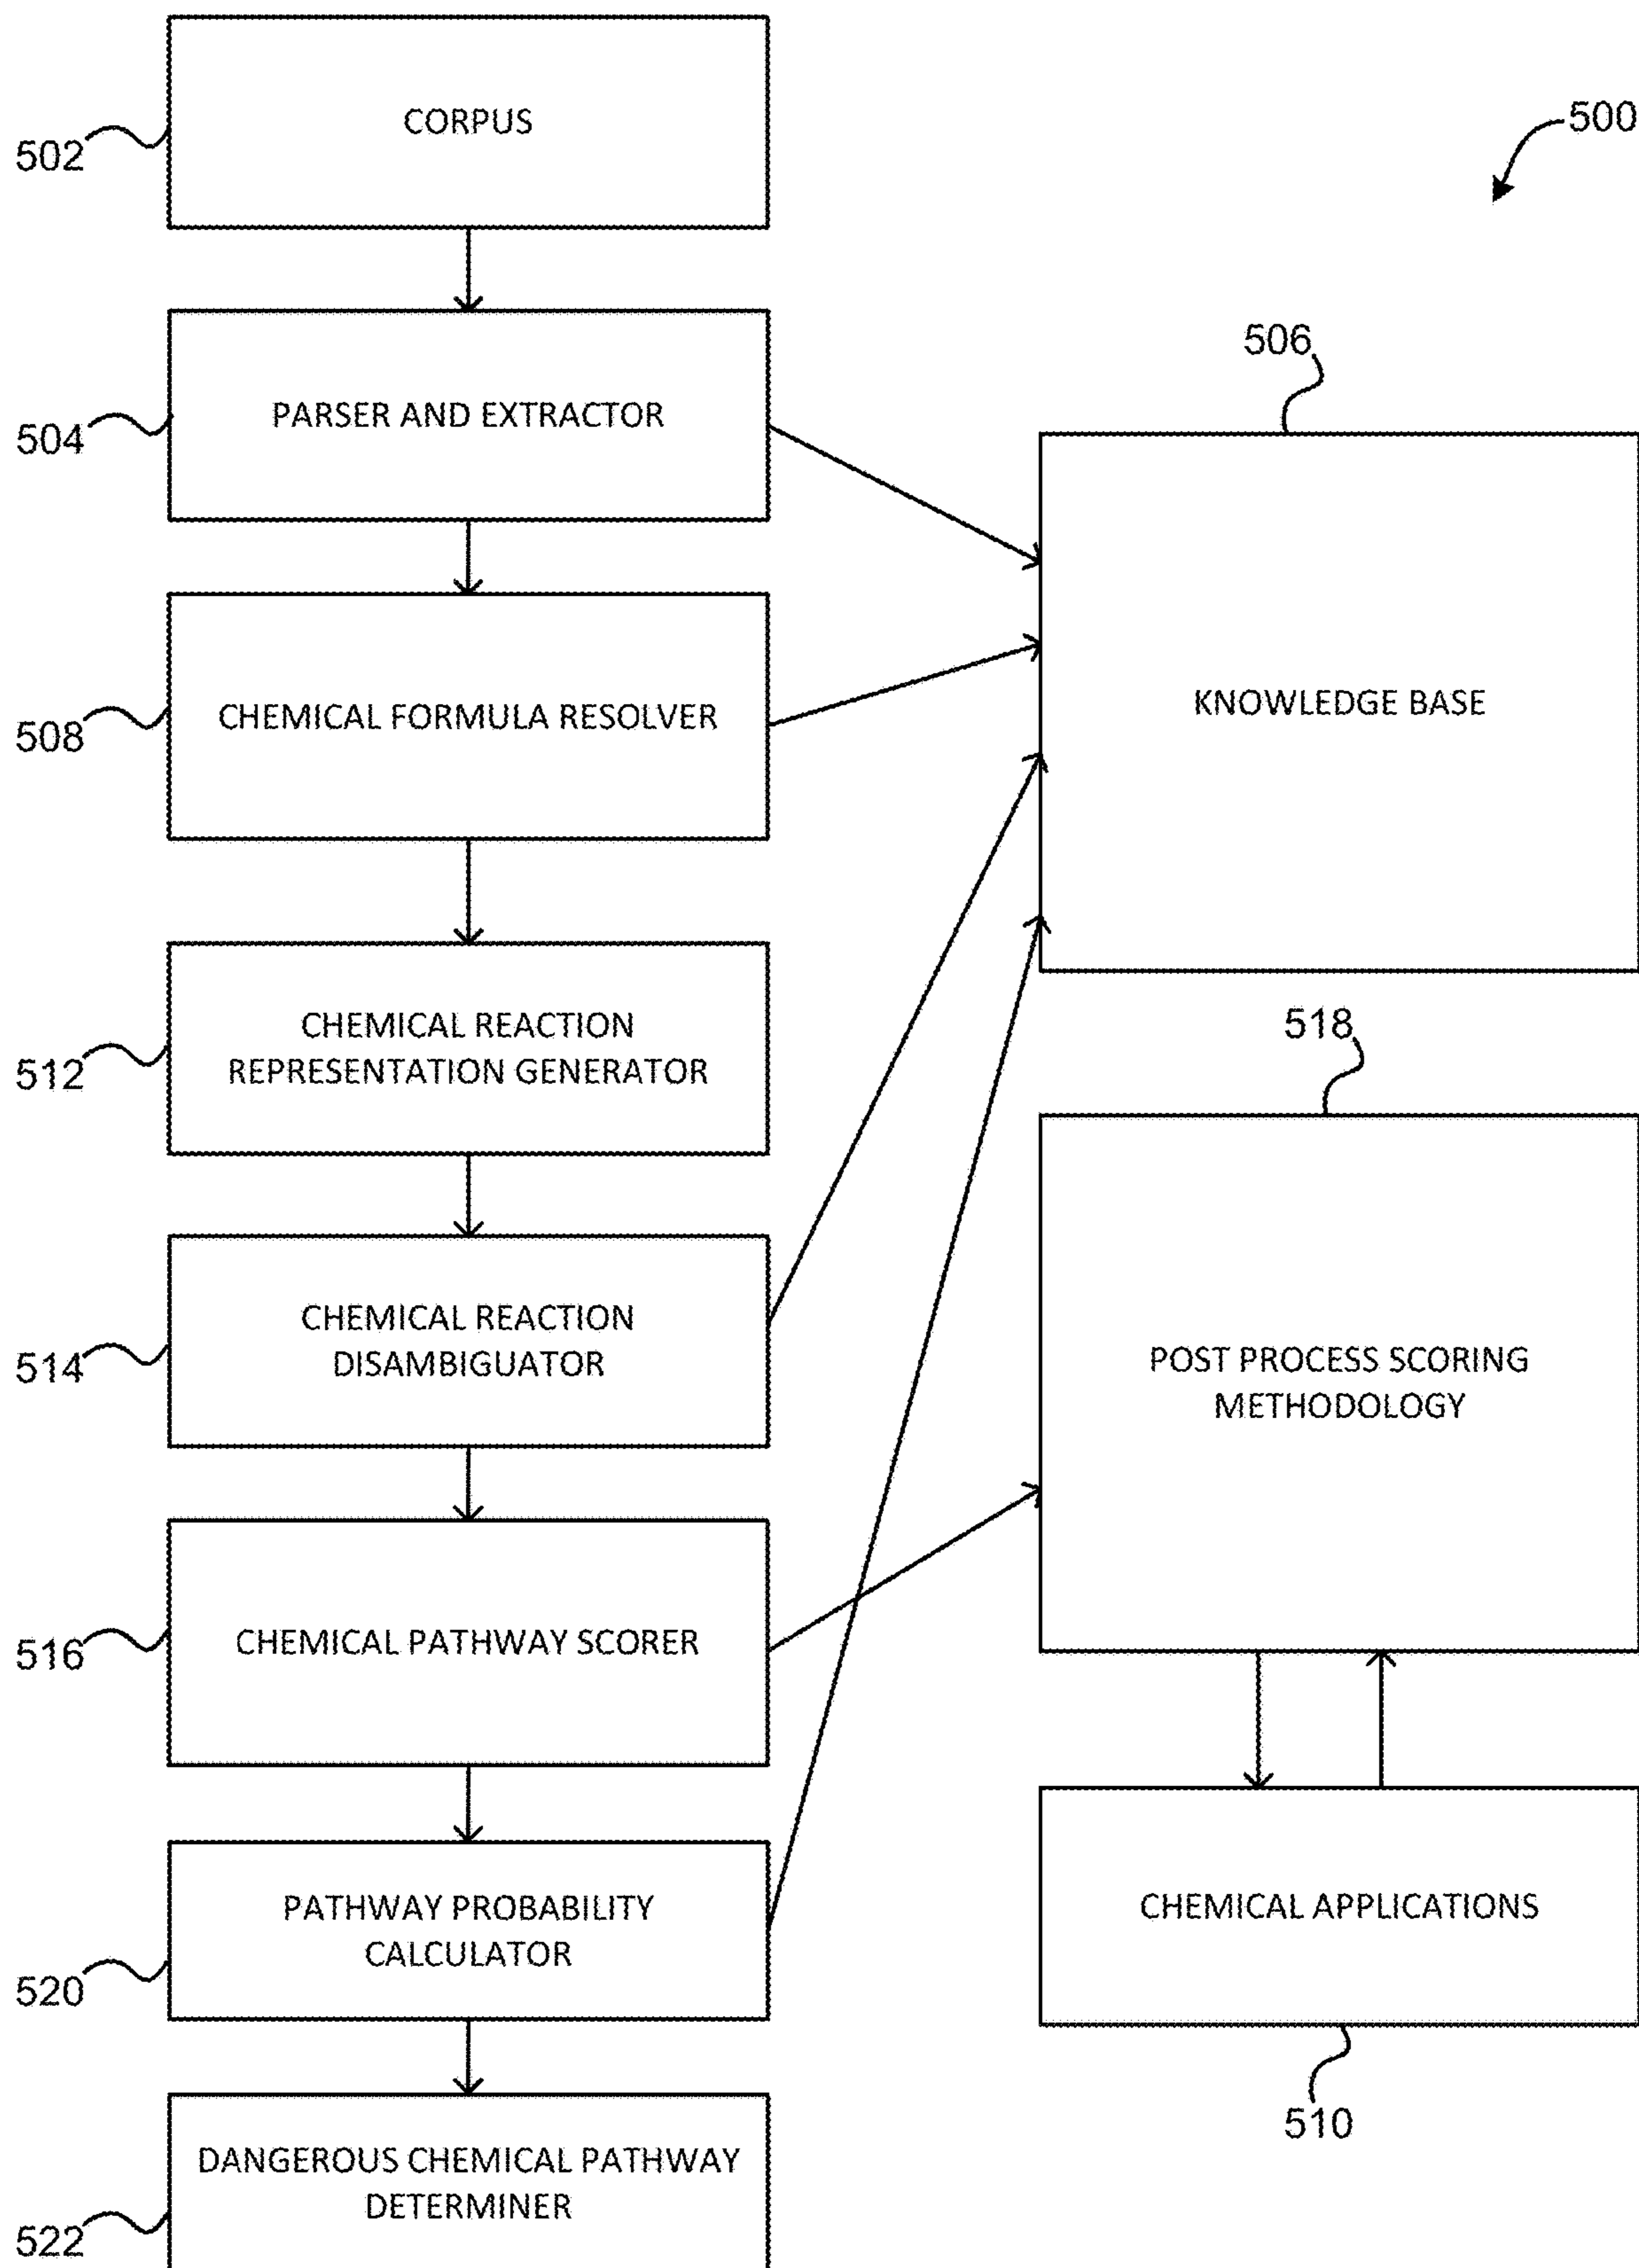 CORPUS
502
500
PARSER AND EXTRACTOR
504
506
KNOWLEDGE BASE
CHEMICAL FORMULA RESOLVER
508
CHEMICAL REACTION
REPRESENTATION GENERATOR
512
518
CHEMICAL REACTION
DISAMBIGUATOR
514
POST PROCESS SCORING
METHODOLOGY
CHEMICAL PATHWAY SCORER
516
PATHWAY PROBABILITY
CALCULATOR
520
CHEMICAL APPLICATIONS
510
DANGEROUS CHEMICAL PATHWAY
DETERMINER
522